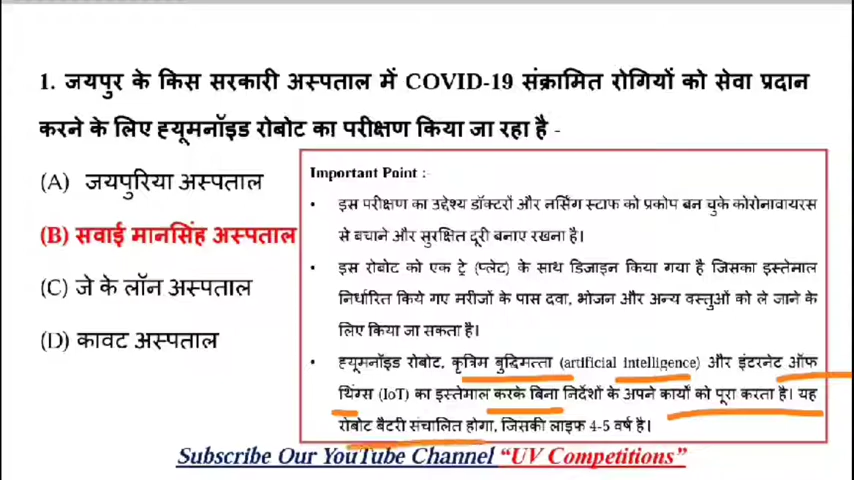 1. जयपुर के किस सरकारी अस्पताल में COVID-19 संक्रामित रोगियों को सेवा प्रदान
करने के लिए ह्यूमनॉइड रोबोट का परीक्षण किया जा रहा है -
(A) जयपुरिया अस्पताल
(B) सवाई मानसिंह अस्पताल
(C) जे के लॉन अस्पताल
(D) कावट अस्पताल
Important Point :-
• इस परीक्षण का उद्देश्य डॉक्टरों और नर्सिंग स्टाफ को प्रकोप बन चुके कोरोनावायरस
से बचाने और सुरक्षित दूरी बनाए रखना है।
• इस रोबोट को एक ट्रे (प्लेट) के साथ डिजाइन किया गया है जिसका इस्तेमाल
निर्धारित किये गए मरीजों के पास दवा, भोजन और अन्य वस्तुओं को ले जाने के
लिए किया जा सकता है।
• ह्यूमनॉइड रोबोट, कृत्रिम बुद्धिमत्ता (artificial intelligence) और इंटरनेट ऑफ
थिंग्स (IoT) का इस्तेमाल करके बिना निर्देशों के अपने कार्यों को पूरा करता है। यह
रोबोट बैटरी संचालित होगा, जिसकी लाइफ 4-5 वर्ष है।
Subscribe Our YouTube Channel “UV Competitions”